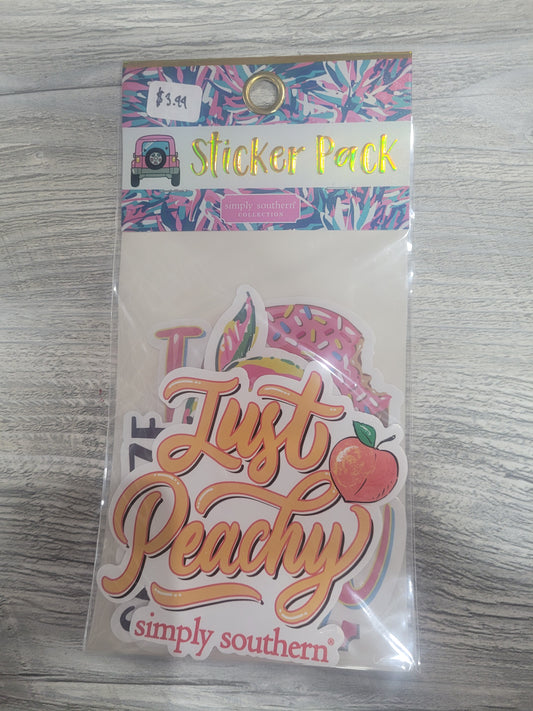 $3.99
Sticker Pack
simply southern®
COLLECTION
Just
Peachy
simply southern®